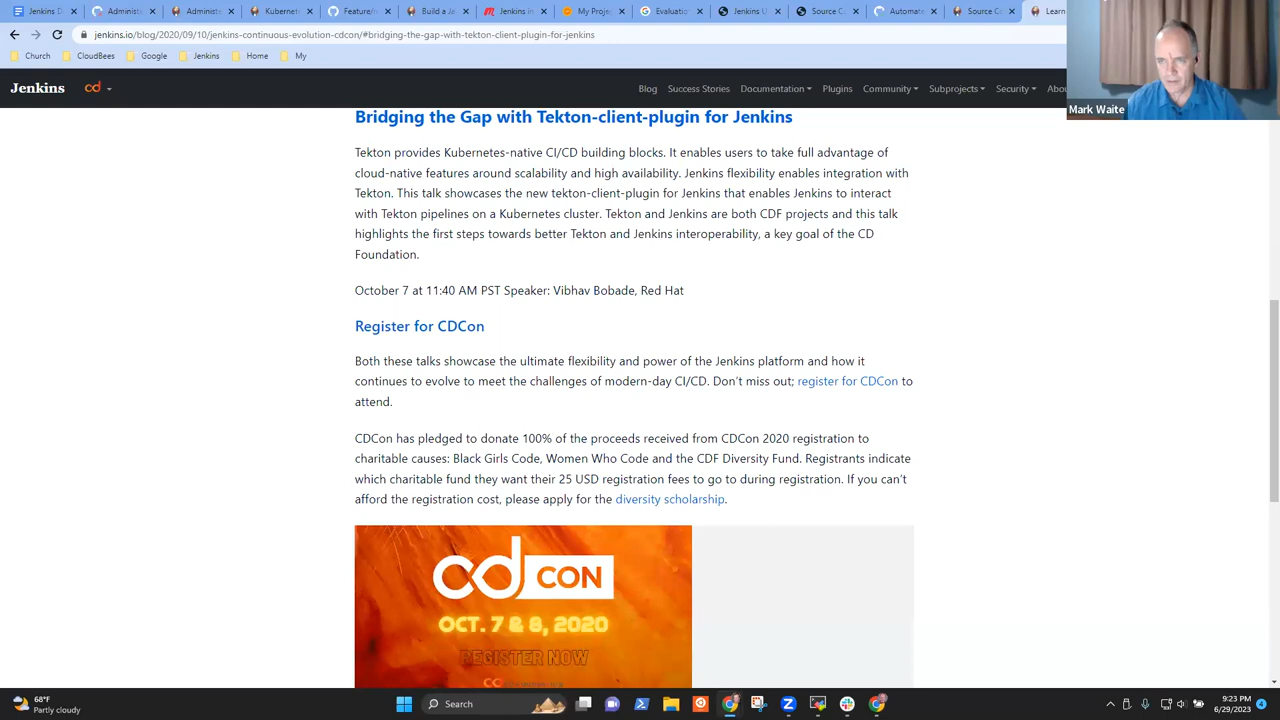 Jenkins D
Administ
Administ
Kubernet
Feature/n
Build a Je
Jenkins in
My Proje
Evaluatio
Jenkins U
Source C
Automate
Source C
Learn
jenkins.io/blog/2020/09/10/jenkins-continuous-evolution-cdcon/#bridging-the-gap-with-tekton-client-plugin-for-jenkins
Church CloudBees Google Jenkins Home My
Jenkins cd Blog Success Stories Documentation Plugins Community Subprojects Security Abou
Mark Waite
Bridging the Gap with Tekton-client-plugin for Jenkins
Tekton provides Kubernetes-native CI/CD building blocks. It enables users to take full advantage of
cloud-native features around scalability and high availability. Jenkins flexibility enables integration with
Tekton. This talk showcases the new tekton-client-plugin for Jenkins that enables Jenkins to interact
with Tekton pipelines on a Kubernetes cluster. Tekton and Jenkins are both CDF projects and this talk
highlights the first steps towards better Tekton and Jenkins interoperability, a key goal of the CD
Foundation.
October 7 at 11:40 AM PST Speaker: Vibhav Bobade, Red Hat
Register for CDCon
Both these talks showcase the ultimate flexibility and power of the Jenkins platform and how it
continues to evolve to meet the challenges of modern-day CI/CD. Don't miss out; register for CDCon to
attend.
CDCon has pledged to donate 100% of the proceeds received from CDCon 2020 registration to
charitable causes: Black Girls Code, Women Who Code and the CDF Diversity Fund. Registrants indicate
which charitable fund they want their 25 USD registration fees to go to during registration. If you can't
afford the registration cost, please apply for the diversity scholarship.
cd CON
OCT. 7 & 8, 2020
REGISTER NOW
68°F
Partly cloudy
Search
9:23 PM
6/29/2023
4